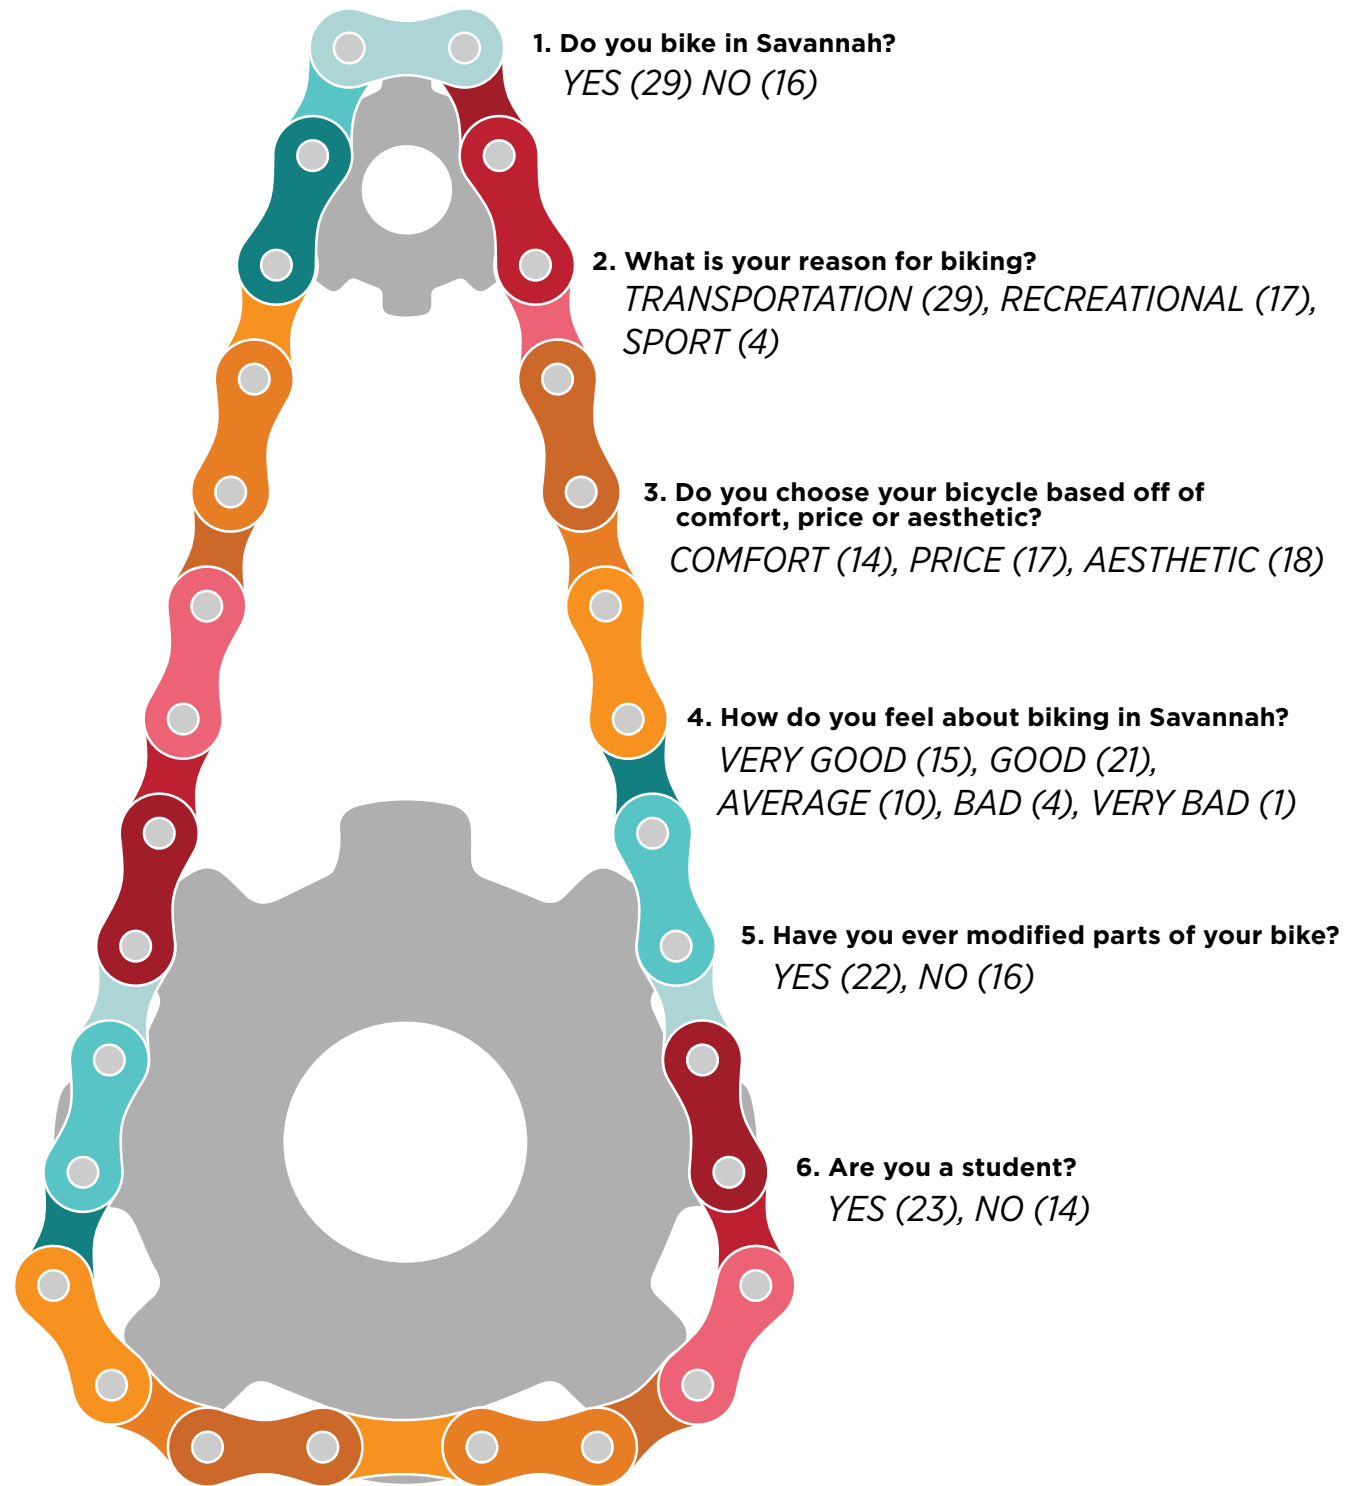 1. Do you bike in Savannah?
YES (29) NO (16)
2. What is your reason for biking?
TRANSPORTATION (29), RECREATIONAL (17),
SPORT (4)
3. Do you choose your bicycle based off of
comfort, price or aesthetic?
COMFORT (14), PRICE (17), AESTHETIC (18)
4. How do you feel about biking in Savannah?
VERY GOOD (15), GOOD (21),
AVERAGE (10), BAD (4), VERY BAD (1)
5. Have you ever modified parts of your bike?
YES (22), NO (16)
6. Are you a student?
YES (23), NO (14)